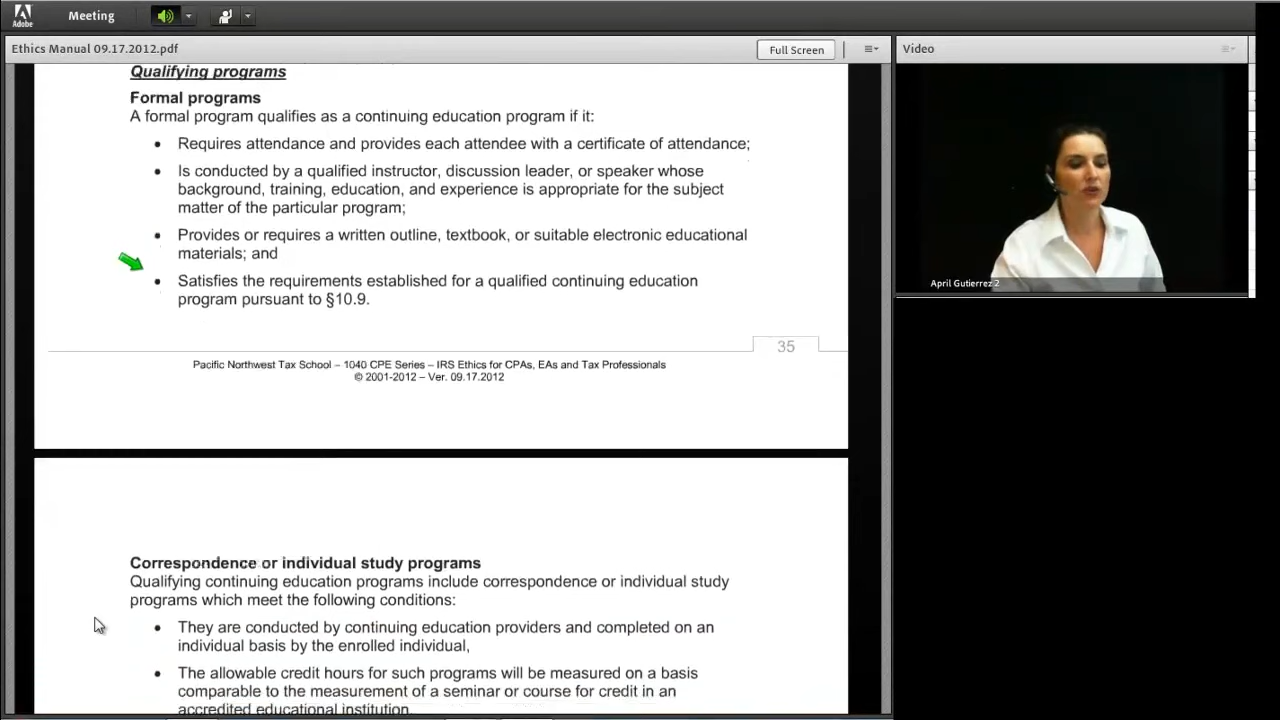 Adobe
Meeting
Ethics Manual 09.17.2012.pdf
Full Screen
Video
Qualifying programs
Formal programs
A formal program qualifies as a continuing education program if it:
• Requires attendance and provides each attendee with a certificate of attendance;
• Is conducted by a qualified instructor, discussion leader, or speaker whose
background, training, education, and experience is appropriate for the subject
matter of the particular program;
• Provides or requires a written outline, textbook, or suitable electronic educational
materials; and
• Satisfies the requirements established for a qualified continuing education
program pursuant to §10.9.
35
Pacific Northwest Tax School – 1040 CPE Series – IRS Ethics for CPAs, EAs and Tax Professionals
© 2001-2012 – Ver. 09.17.2012
Correspondence or individual study programs
Qualifying continuing education programs include correspondence or individual study
programs which meet the following conditions:
• They are conducted by continuing education providers and completed on an
individual basis by the enrolled individual,
• The allowable credit hours for such programs will be measured on a basis
comparable to the measurement of a seminar or course for credit in an
accredited educational institution.
April Gutierrez 2